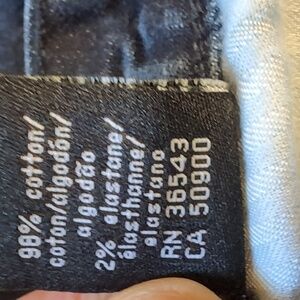 98% cotton/
coton/algodón/
algodão
2% elastane/
élasthanne/
elastano
RN 36543
CA 50900